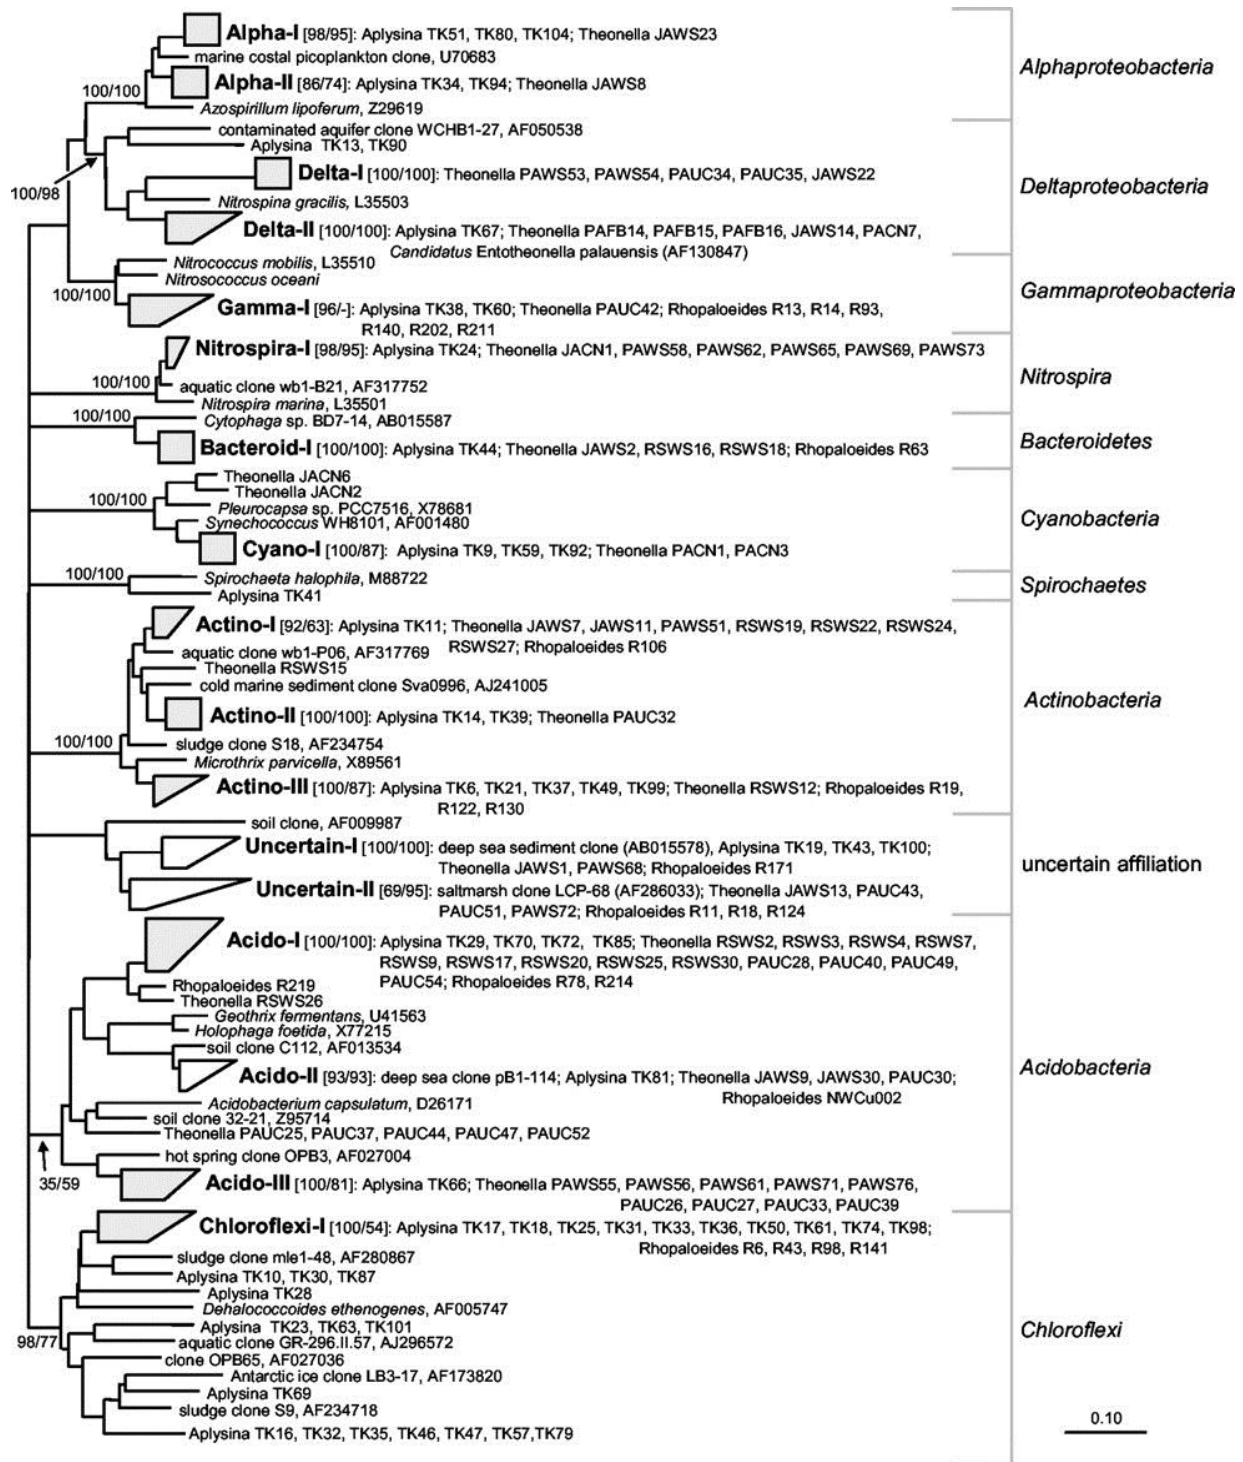 Alpha-I [98/95]: Aplysina TK51, TK80, TK104; Theonella JAWS23
marine costal picoplankton clone, U70683
Alphaproteobacteria
Alpha-II [86/74]: Aplysina TK34, TK94; Theonella JAWS8
100/100
Azospirillum lipoferum, Z29619
contaminated aquifer clone WCHB1-27, AF050538
Aplysina TK13, TK90
Delta-I [100/100]: Theonella PAWS53, PAWS54, PAUC34, PAUC35, JAWS22
100/98
Deltaproteobacteria
Nitrospina gracilis, L35503
Delta-II [100/100]: Aplysina TK67; Theonella PAFB14, PAFB15, PAFB16, JAWS14, PACN7,
Candidatus Entotheonella palauensis (AF130847)
Nitrococcus mobilis, L35510
Nitrosococcus oceani
100/100
Gammaproteobacteria
Gamma-I [96/-]: Aplysina TK38, TK60; Theonella PAUC42; Rhopaloeides R13, R14, R93,
R140, R202, R211
Nitrospira-I [98/95]: Aplysina TK24; Theonella JACN1, PAWS58, PAWS62, PAWS65, PAWS69, PAWS73
100/100
aquatic clone wb1-B21, AF317752
Nitrospira
Nitrospira marina, L35501
100/100
Cytophaga sp. BD7-14, AB015587
Bacteroid-I [100/100]: Aplysina TK44; Theonella JAWS2, RSWS16, RSWS18; Rhopaloeides R63
Bacteroidetes
Theonella JACN6
Theonella JACN2
100/100
Pleurocapsa sp. PCC7516, X78681
Synechococcus WH8101, AF001480
Cyanobacteria
Cyano-I [100/87]: Aplysina TK9, TK59, TK92; Theonella PACN1, PACN3
100/100
Spirochaeta halophila, M88722
Spirochaetes
Aplysina TK41
Actino-I [92/63]: Aplysina TK11; Theonella JAWS7, JAWS11, PAWS51, RSWS19, RSWS22, RSWS24,
RSWS27; Rhopaloeides R106
aquatic clone wb1-P06, AF317769
Theonella RSWS15
cold marine sediment clone Sva0996, AJ241005
Actinobacteria
Actino-II [100/100]: Aplysina TK14, TK39; Theonella PAUC32
100/100
sludge clone S18, AF234754
Microthrix parvicella, X89561
Actino-III [100/87]: Aplysina TK6, TK21, TK37, TK49, TK99; Theonella RSWS12; Rhopaloeides R19,
R122, R130
soil clone, AF009987
Uncertain-I [100/100]: deep sea sediment clone (AB015578), Aplysina TK19, TK43, TK100;
Theonella JAWS1, PAWS68; Rhopaloeides R171
uncertain affiliation
Uncertain-II [69/95]: saltmarsh clone LCP-68 (AF286033); Theonella JAWS13, PAUC43,
PAUC51, PAWS72; Rhopaloeides R11, R18, R124
Acido-I [100/100]: Aplysina TK29, TK70, TK72, TK85; Theonella RSWS2, RSWS3, RSWS4, RSWS7,
RSWS9, RSWS17, RSWS20, RSWS25, RSWS30, PAUC28, PAUC40, PAUC49,
PAUC54; Rhopaloeides R78, R214
Rhopaloeides R219
Theonella RSWS26
Geothrix fermentans, U41563
Holophaga foetida, X77215
soil clone C112, AF013534
Acidobacteria
Acido-II [93/93]: deep sea clone pB1-114; Aplysina TK81; Theonella JAWS9, JAWS30, PAUC30;
Rhopaloeides NWCu002
Acidobacterium capsulatum, D26171
soil clone 32-21, Z95714
Theonella PAUC25, PAUC37, PAUC44, PAUC47, PAUC52
hot spring clone OPB3, AF027004
35/59
Acido-III [100/81]: Aplysina TK66; Theonella PAWS55, PAWS56, PAWS61, PAWS71, PAWS76,
PAUC26, PAUC27, PAUC33, PAUC39
Chloroflexi-I [100/54]: Aplysina TK17, TK18, TK25, TK31, TK33, TK36, TK50, TK61, TK74, TK98;
Rhopaloeides R6, R43, R98, R141
sludge clone mle1-48, AF280867
Aplysina TK10, TK30, TK87
Aplysina TK28
Dehalococcoides ethenogenes, AF005747
Aplysina TK23, TK63, TK101
Chloroflexi
98/77
aquatic clone GR-296.II.57, AJ296572
clone OPB65, AF027036
Antarctic ice clone LB3-17, AF173820
Aplysina TK69
sludge clone S9, AF234718
0.10
Aplysina TK16, TK32, TK35, TK46, TK47, TK57,TK79